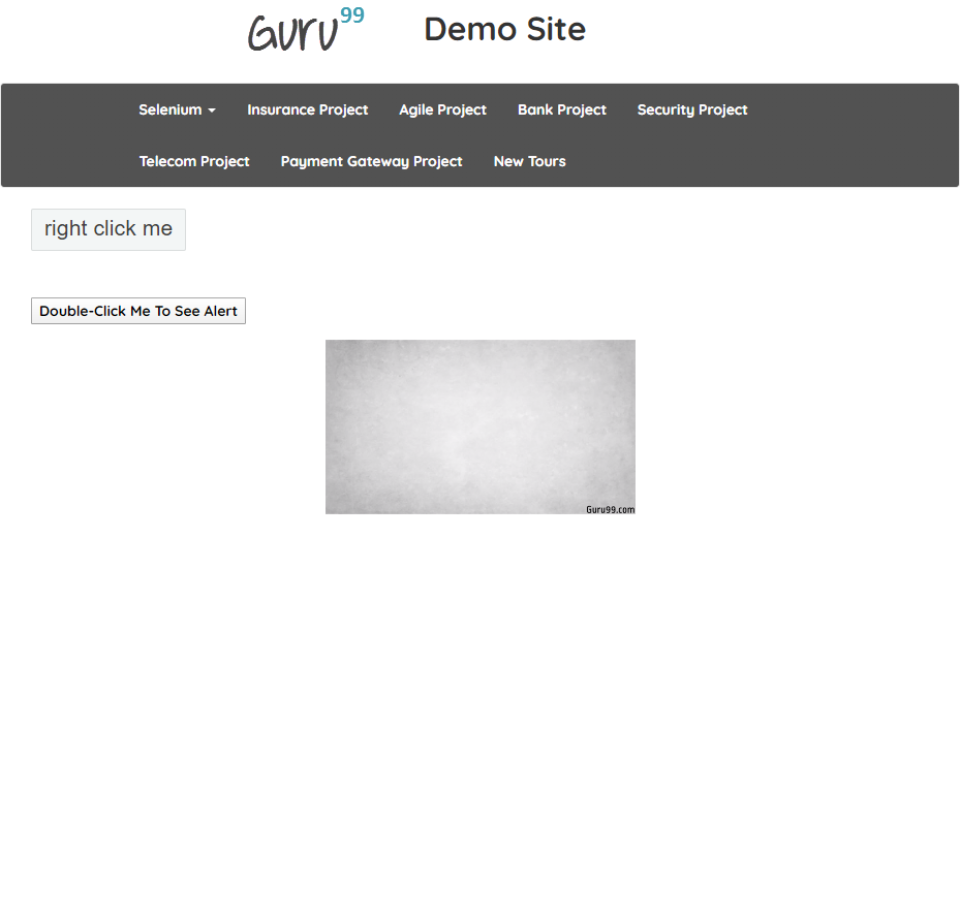 Guru99 Demo Site
Selenium Insurance Project Agile Project Bank Project Security Project
Telecom Project Payment Gateway Project New Tours
right click me
Double-Click Me To See Alert
Guru99.com